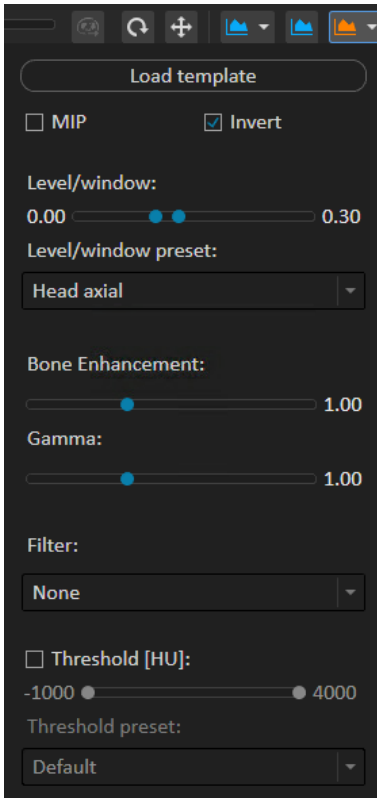 Load template
MIP Invert
Level/window:
0.00 0.30
Level/window preset:
Head axial
Bone Enhancement:
1.00
Gamma:
1.00
Filter:
None
Threshold [HU]:
-1000 4000
Threshold preset:
Default